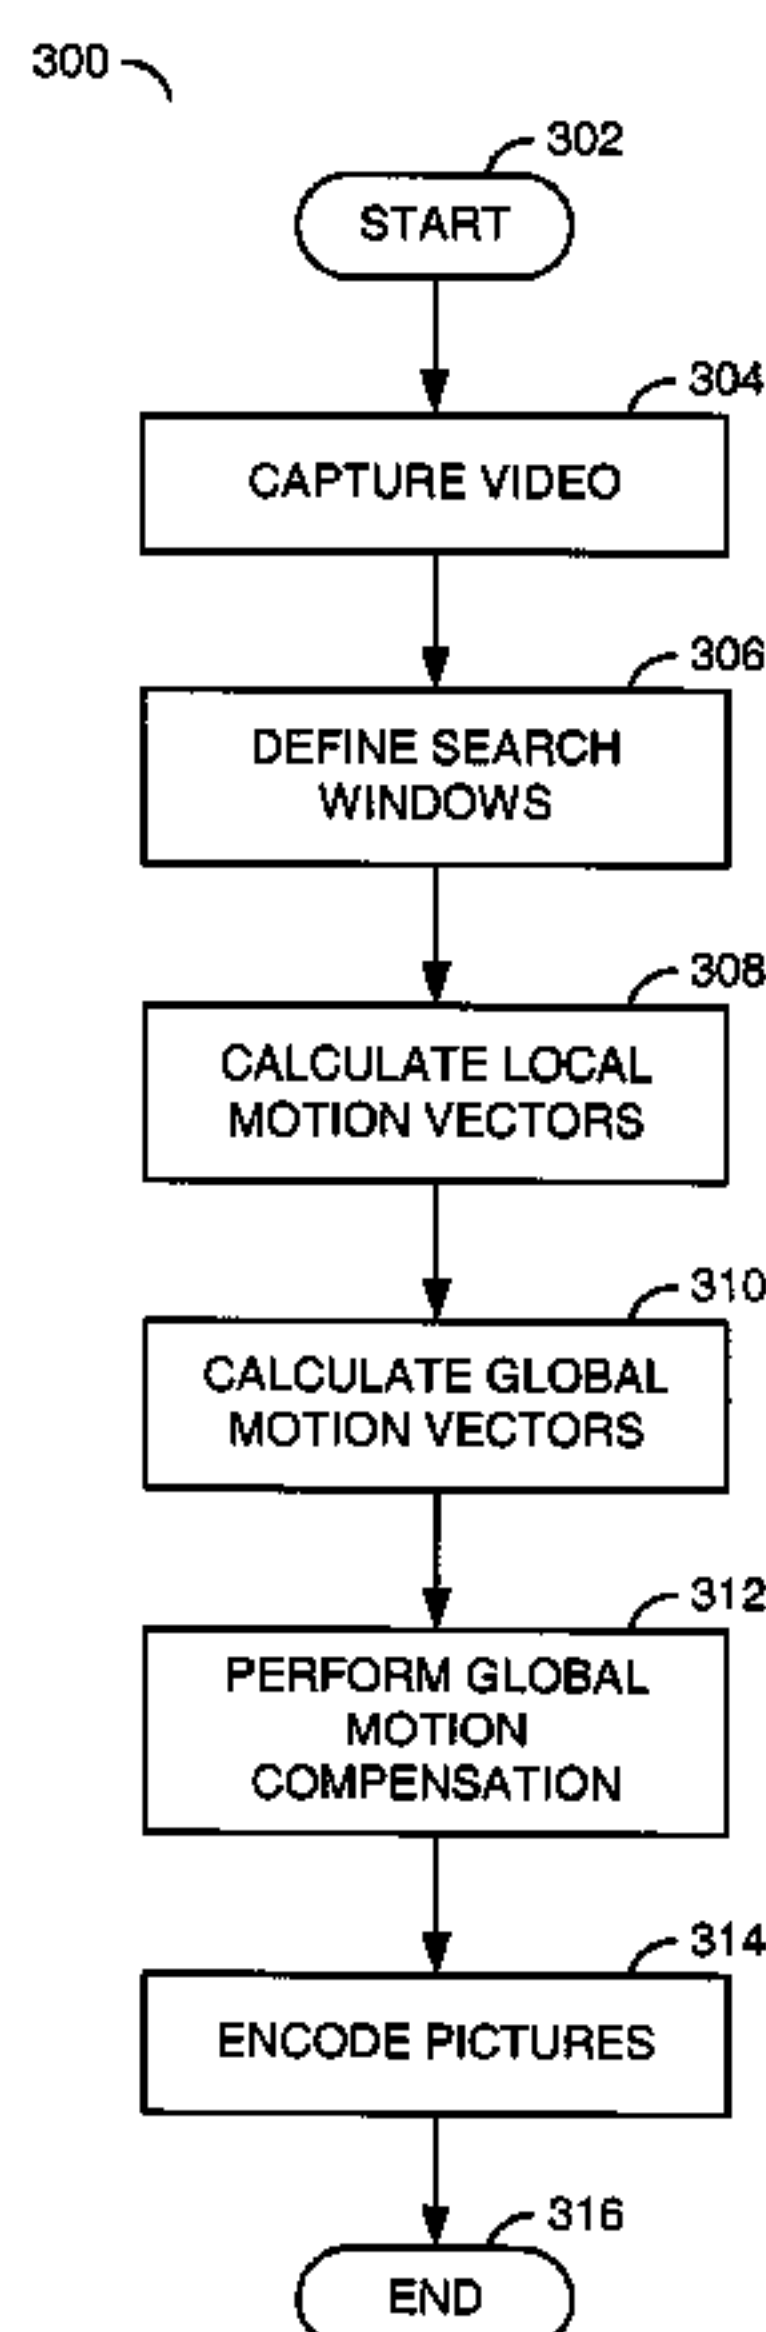 300
302
START
304
CAPTURE VIDEO
306
DEFINE SEARCH
WINDOWS
308
CALCULATE LOCAL
MOTION VECTORS
310
CALCULATE GLOBAL
MOTION VECTORS
312
PERFORM GLOBAL
MOTION
COMPENSATION
314
ENCODE PICTURES
316
END